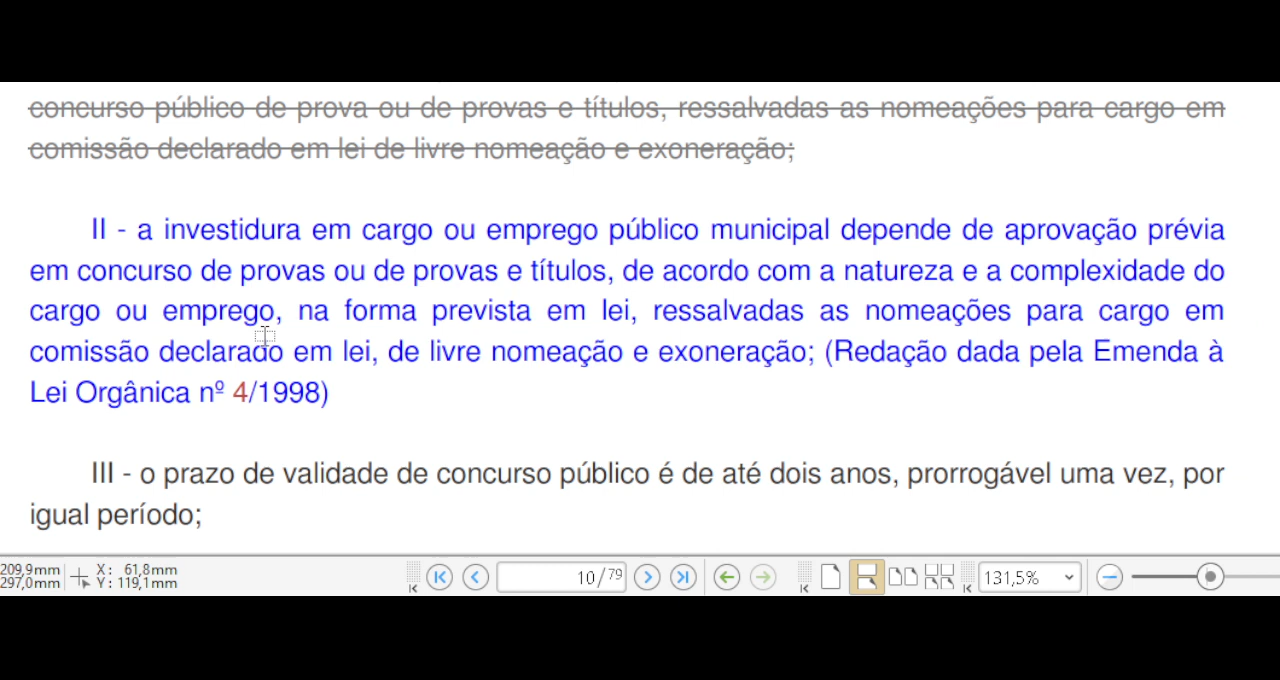 concurso público de prova ou de provas e títulos, ressalvadas as nomeações para cargo em
comissão declarado em lei de livre nomeação e exoneração;
II - a investidura em cargo ou emprego público municipal depende de aprovação prévia
em concurso de provas ou de provas e títulos, de acordo com a natureza e a complexidade do
cargo ou emprego, na forma prevista em lei, ressalvadas as nomeações para cargo em
comissão declarado em lei, de livre nomeação e exoneração; (Redação dada pela Emenda à
Lei Orgânica nº 4/1998)
III - o prazo de validade de concurso público é de até dois anos, prorrogável uma vez, por
igual período;
209,9mm X: 61,8mm
297,0mm Y: 119,1mm
10/79
131,5%